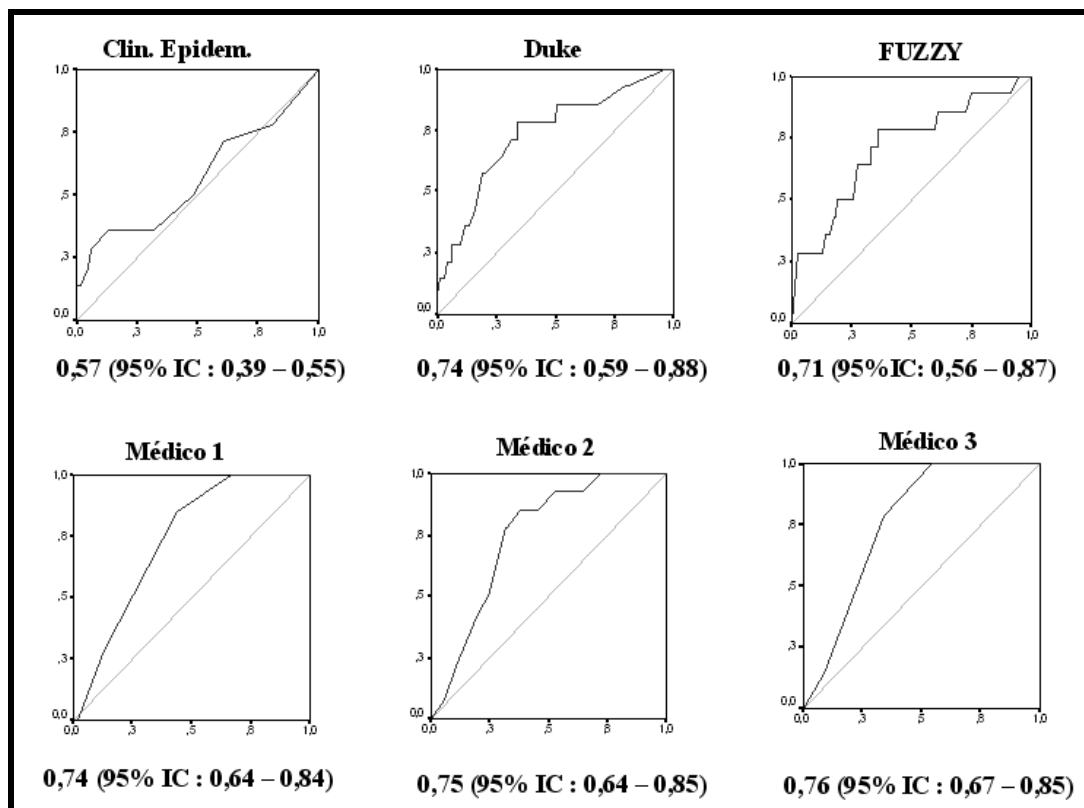 Clin. Epidem.
Duke
FUZZY
1,0
,8
,5
,3
0,0
0,0 ,3 ,5 ,8 1,0
1,0
,8
,5
,3
0,0
0,0 ,3 ,5 ,8 1,0
1,0
,8
,5
,3
0,0
0,0 ,3 ,5 ,8 1,0
0,57 (95% IC : 0,39 – 0,55)
0,74 (95% IC : 0,59 – 0,88)
0,71 (95%IC: 0,56 – 0,87)
Médico 1
Médico 2
Médico 3
1,0
,8
,5
,3
0,0
0,0 ,3 ,5 ,8 1,0
1,0
,8
,5
,3
0,0
0,0 ,3 ,5 ,8 1,0
1,0
,8
,5
,3
0,0
0,0 ,3 ,5 ,8 1,0
0,74 (95% IC : 0,64 – 0,84)
0,75 (95% IC : 0,64 – 0,85)
0,76 (95% IC : 0,67 – 0,85)